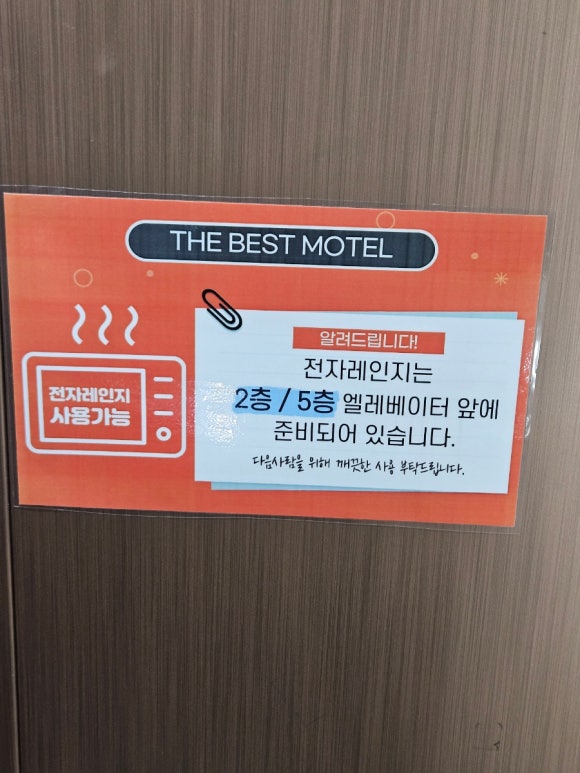 THE BEST MOTEL
전자레인지
사용가능
알려드립니다!
전자레인지는
2층 / 5층 엘레베이터 앞에
준비되어 있습니다.
다음사람을 위해 깨끗한 사용 부탁드립니다.